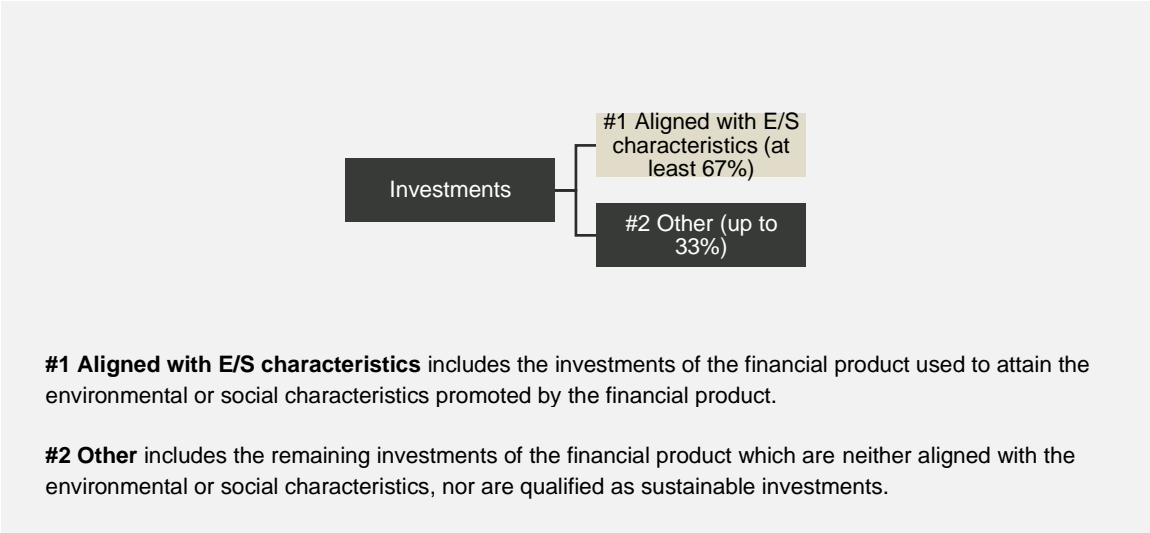 #1 Aligned with E/S
characteristics (at
least 67%)
Investments
#2 Other (up to
33%)
#1 Aligned with E/S characteristics includes the investments of the financial product used to attain the
environmental or social characteristics promoted by the financial product.
#2 Other includes the remaining investments of the financial product which are neither aligned with the
environmental or social characteristics, nor are qualified as sustainable investments.